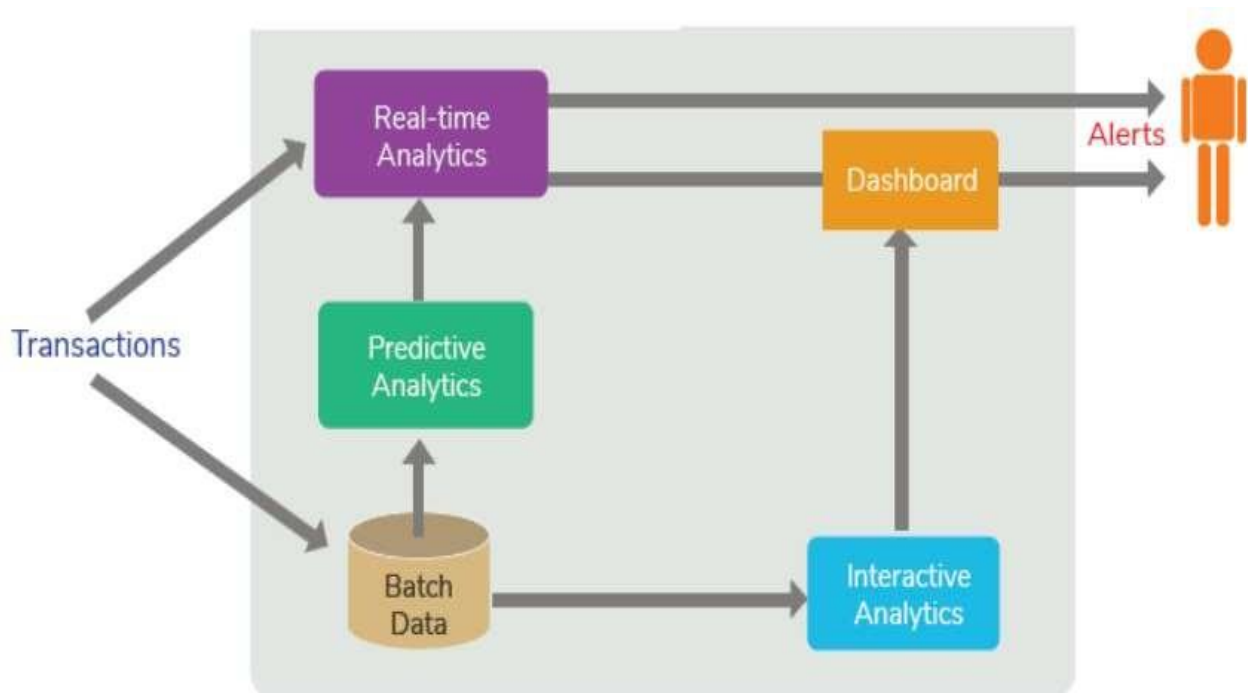 Real-time
Analytics
Alerts
Dashboard
Transactions
Predictive
Analytics
Batch
Data
Interactive
Analytics